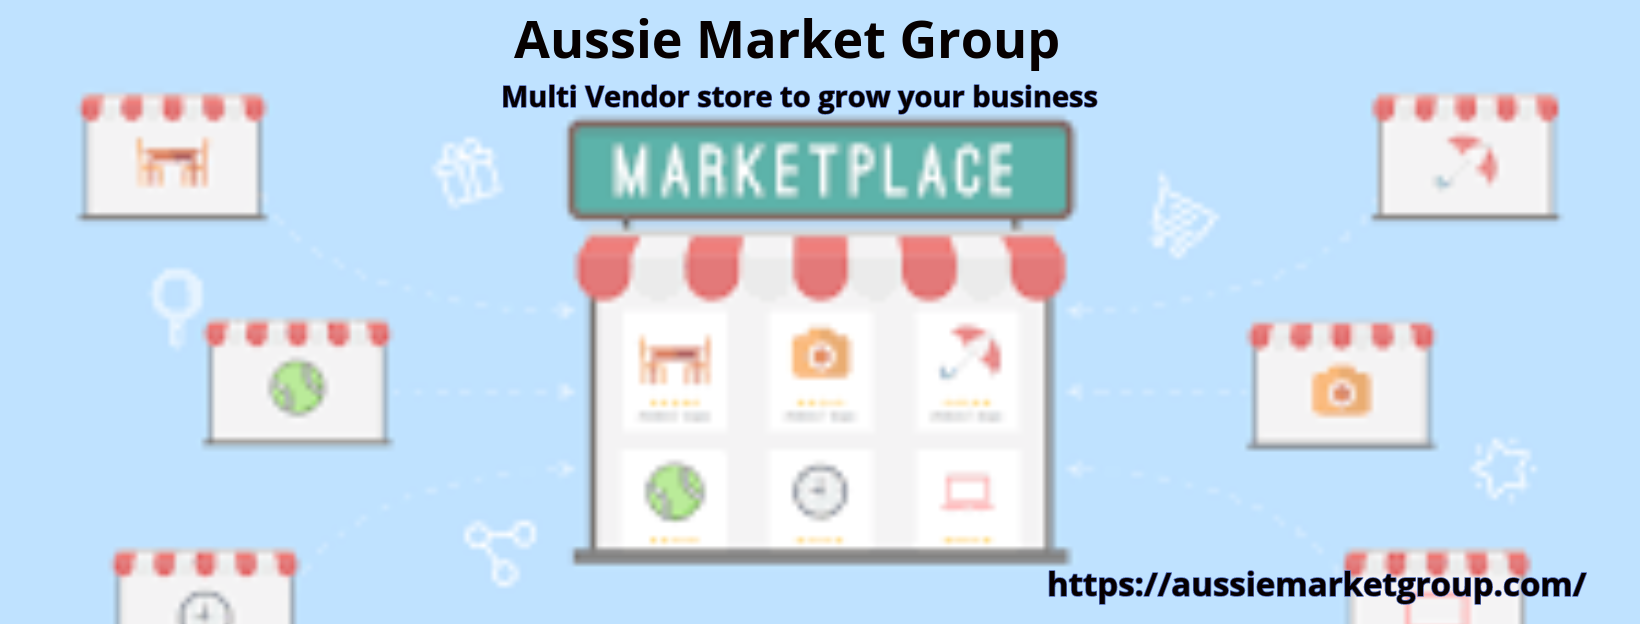 Aussie Market Group
Multi Vendor store to grow your business
MARKETPLACE
https://aussiemarketgroup.com/